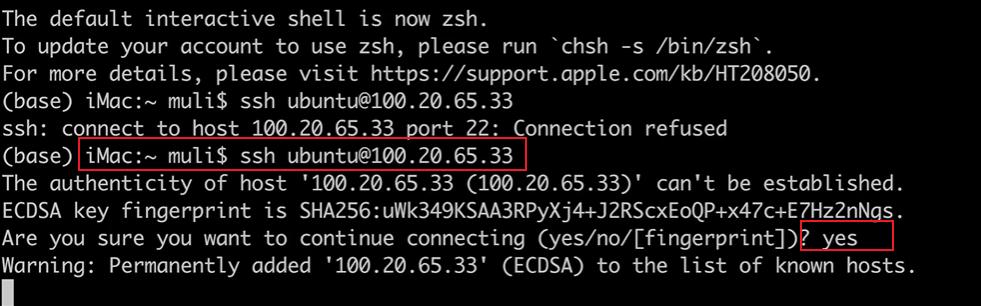 The default interactive shell is now zsh.
To update your account to use zsh, please run `chsh -s /bin/zsh`.
For more details, please visit https://support.apple.com/kb/HT208050.
(base) iMac:~ muli$ ssh ubuntu@100.20.65.33
ssh: connect to host 100.20.65.33 port 22: Connection refused
(base) iMac:~ muli$ ssh ubuntu@100.20.65.33
The authenticity of host '100.20.65.33 (100.20.65.33)' can't be established.
ECDSA key fingerprint is SHA256:uWk349KSAA3RPyXj4+J2RScxEoQP+x47c+E7Hz2nNgs.
Are you sure you want to continue connecting (yes/no/[fingerprint])? yes
Warning: Permanently added '100.20.65.33' (ECDSA) to the list of known hosts.